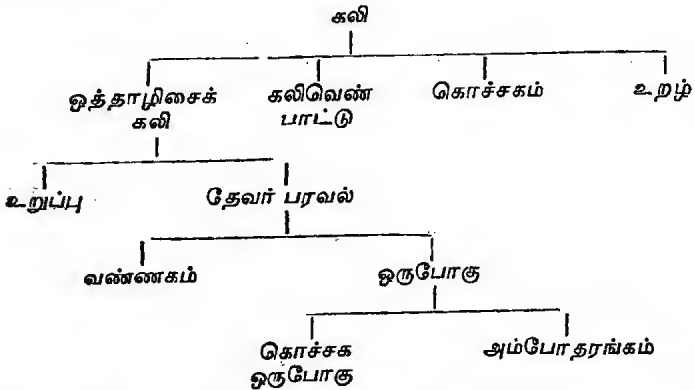 கலி
ஒத்தாழிசைக் கலிவெண் கொச்சகம் உறழ்
கலி பாட்டு
உறுப்பு தேவர் பரவல்
வண்ணகம் ஒருபோகு
கொச்சக அம்போதரங்கம்
ஒருபோகு